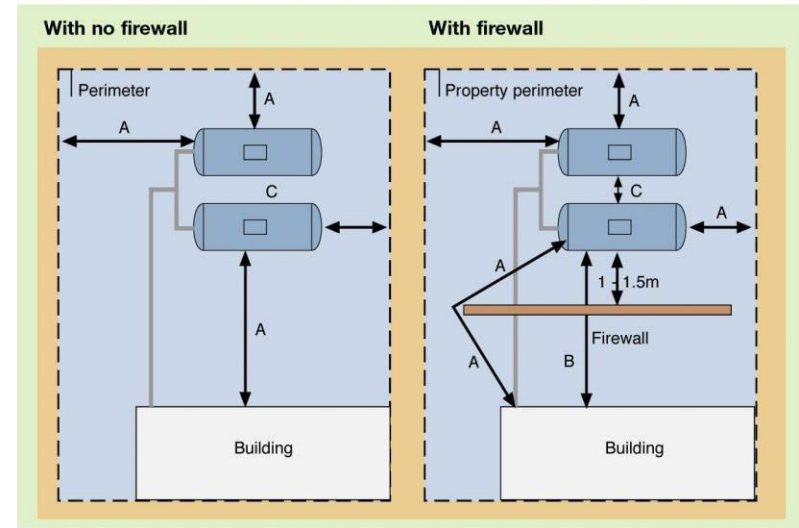 With no firewall
With firewall
Perimeter
A
A
C
A
Building
Property perimeter
A
A
C
A
A
1 - 1.5m
Firewall
A
B
Building